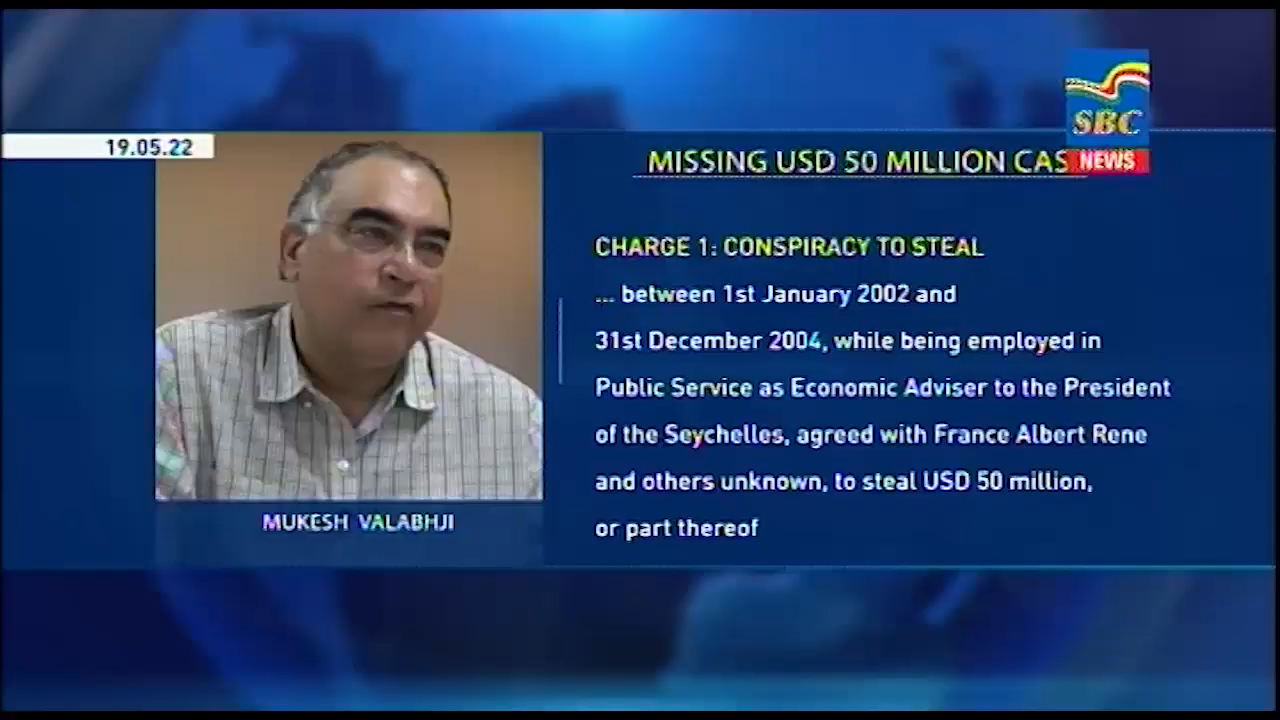 SBC
NEWS
19.05.22
MISSING USD 50 MILLION CAS
CHARGE 1: CONSPIRACY TO STEAL
... between 1st January 2002 and
31st December 2004, while being employed in
Public Service as Economic Adviser to the President
of the Seychelles, agreed with France Albert Rene
and others unknown, to steal USD 50 million,
or part thereof
MUKESH VALABHJI